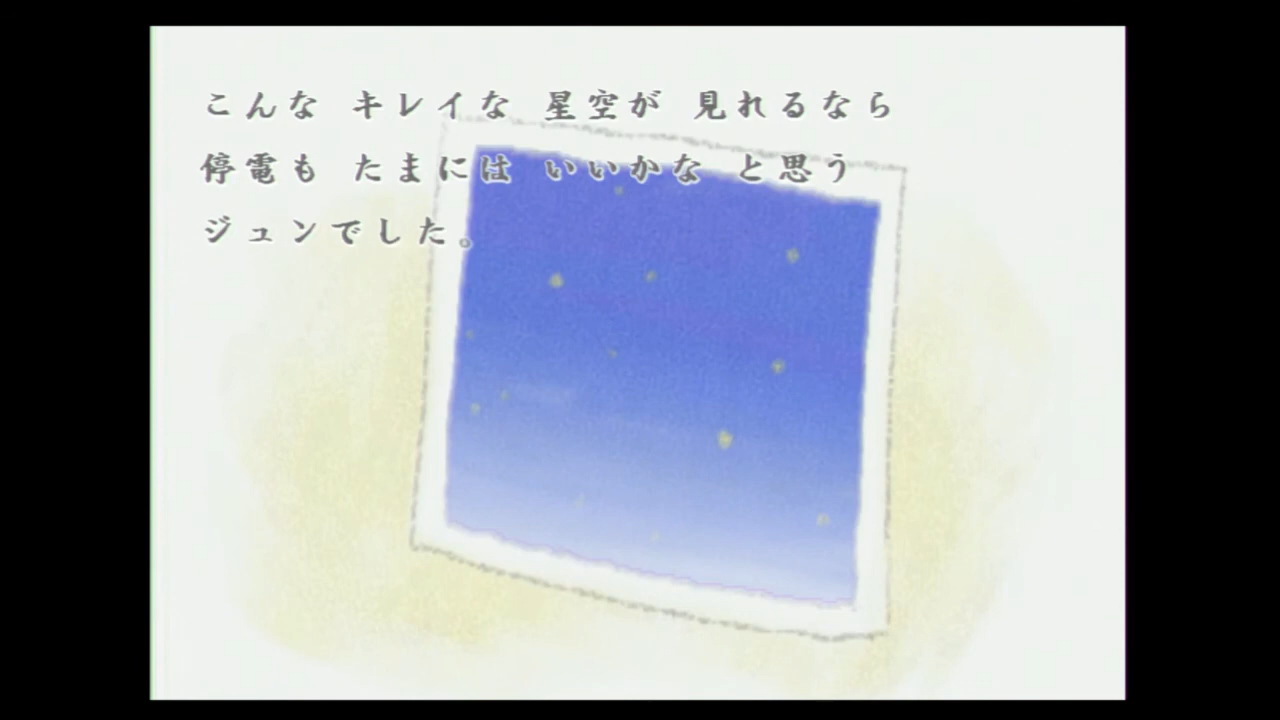 こんな キレイな 星空が 見れるなら
停電も たまには いいかな と思う
ジュンでした。